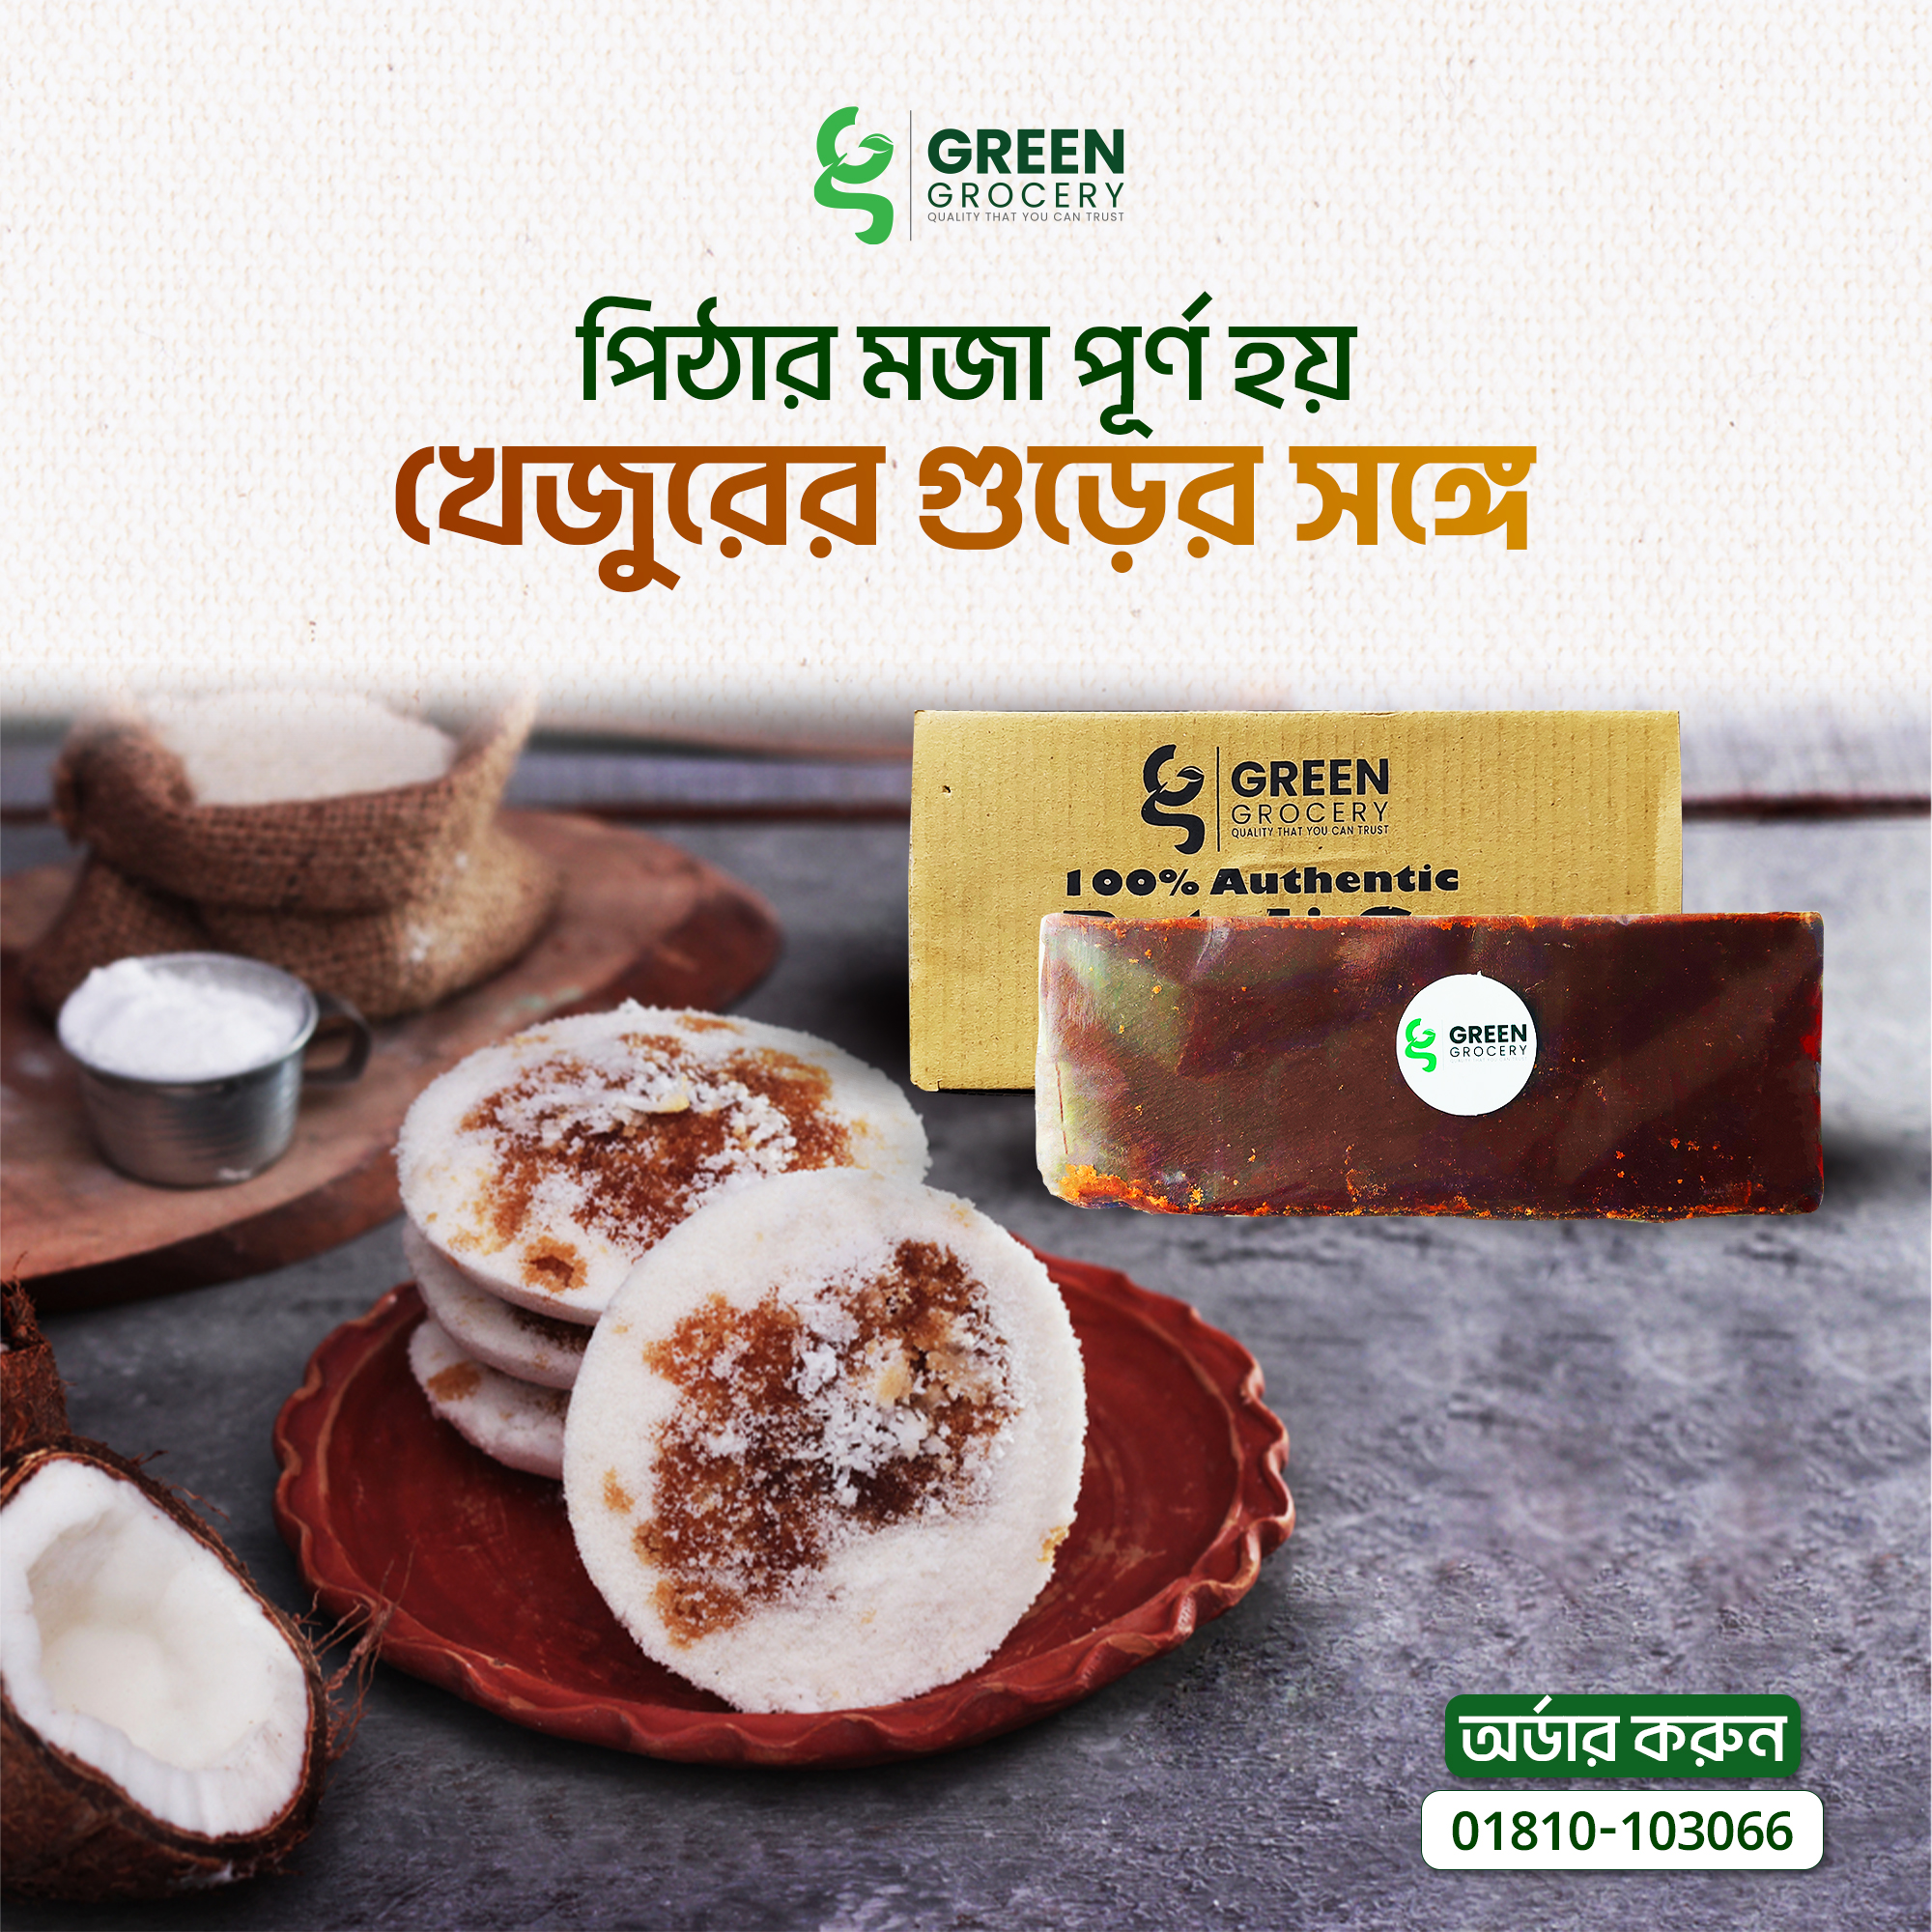 GREEN
GROCERY
QUALITY THAT YOU CAN TRUST
পিঠার মজা পূর্ণ হয়
খেজুরের গুড়ের সঙ্গে
GREEN
GROCERY
QUALITY THAT YOU CAN TRUST
100% Authentic
GREEN
GROCERY
অর্ডার করুন
01810-103066